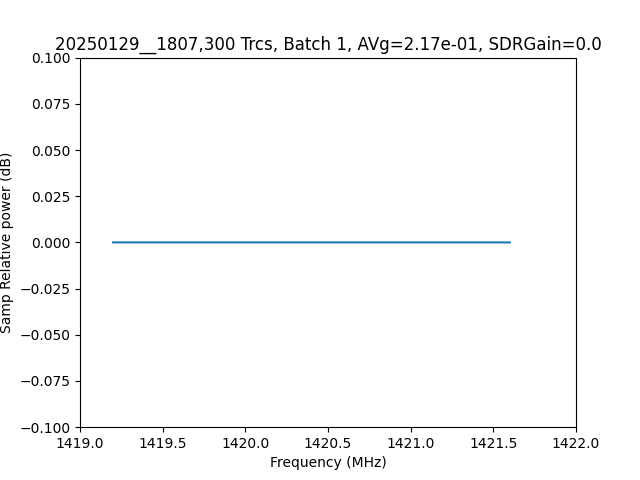 20250129__1807,300 Trcs, Batch 1, AVg=2.17e-01, SDRGain=0.0
Samp Relative power (dB)
0.100
0.075
0.050
0.025
0.000
−0.025
−0.050
−0.075
−0.100
1419.0 1419.5 1420.0 1420.5 1421.0 1421.5 1422.0
Frequency (MHz)